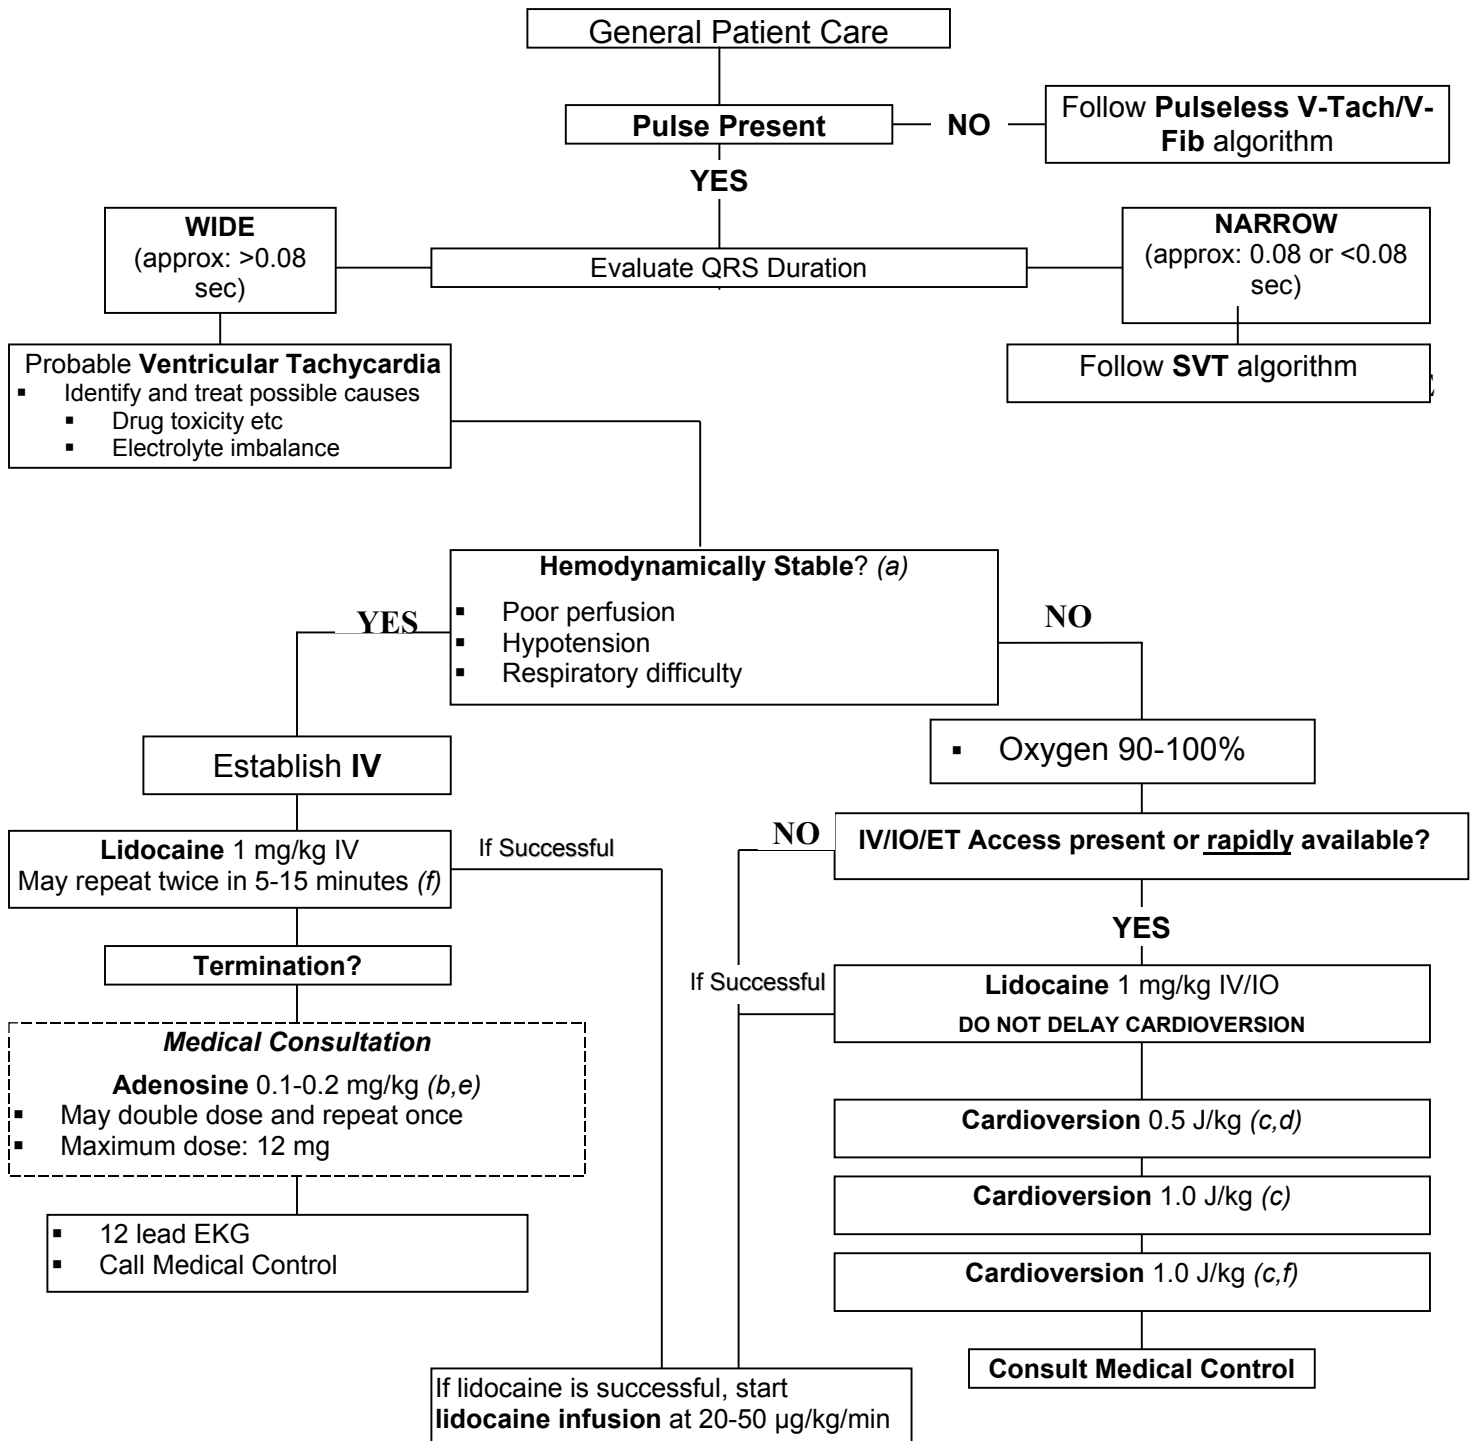 General Patient Care
Pulse Present
NO
Follow Pulseless V-Tach/V-
Fib algorithm
YES
WIDE
(approx: >0.08
sec)
Evaluate QRS Duration
NARROW
(approx: 0.08 or <0.08
sec)
Probable Ventricular Tachycardia
▪ Identify and treat possible causes
▪ Drug toxicity etc
▪ Electrolyte imbalance
Follow SVT algorithm
Hemodynamically Stable? (a)
▪ Poor perfusion
▪ Hypotension
▪ Respiratory difficulty
YES
NO
Establish IV
▪ Oxygen 90-100%
Lidocaine 1 mg/kg IV
May repeat twice in 5-15 minutes (f)
If Successful
NO
IV/IO/ET Access present or rapidly available?
YES
Termination?
If Successful
Lidocaine 1 mg/kg IV/IO
DO NOT DELAY CARDIOVERSION
Medical Consultation
Adenosine 0.1-0.2 mg/kg (b,e)
▪ May double dose and repeat once
▪ Maximum dose: 12 mg
Cardioversion 0.5 J/kg (c,d)
Cardioversion 1.0 J/kg (c)
▪ 12 lead EKG
▪ Call Medical Control
Cardioversion 1.0 J/kg (c,f)
Consult Medical Control
If lidocaine is successful, start
lidocaine infusion at 20-50 µg/kg/min